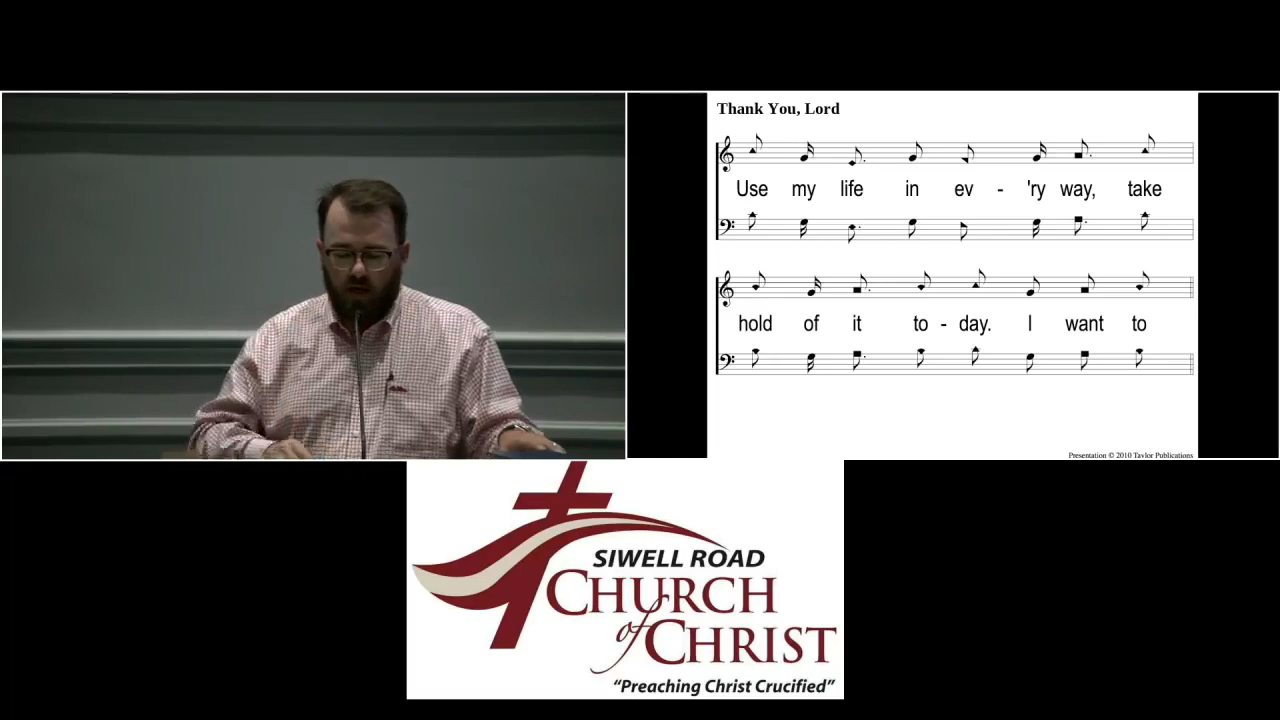 Thank You, Lord
Use my life in ev - 'ry way, take
hold of it to - day. I want to
Presentation © 2010 Taylor Publications
SIWELL ROAD
CHURCH
of CHRIST
“Preaching Christ Crucified”